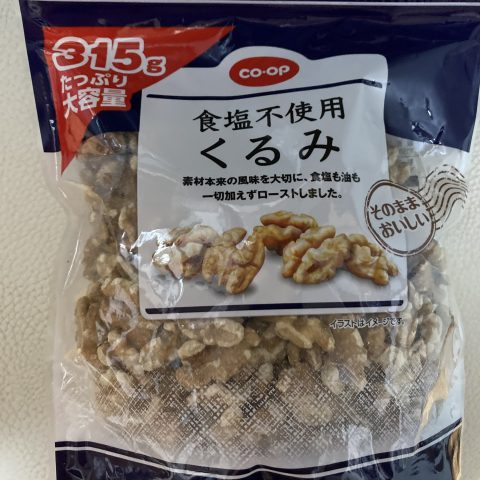 315g
たっぷり
大容量
CO·OP
食塩不使用
くるみ
素材本来の風味を大切に、食塩も油も
一切加えずローストしました。
そのまま
おいしい
イラストはイメージです。